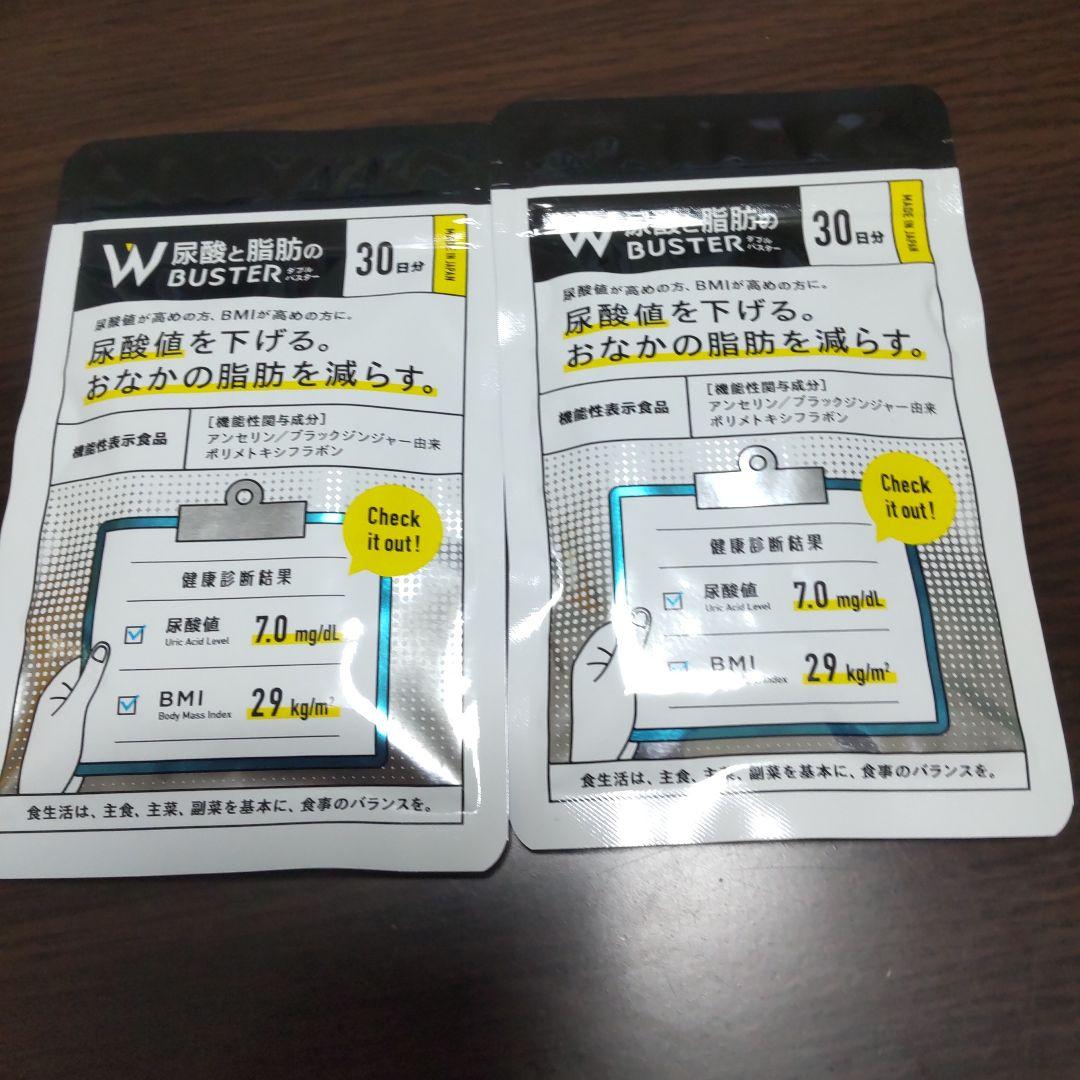 W 尿酸と脂肪の
BUSTER ダブルバスター
30日分
MADE IN JAPAN
尿酸値が高めの方、BMIが高めの方に。
尿酸値を下げる。
おなかの脂肪を減らす。
機能性表示食品
[機能性関与成分]
アンセリン/ブラックジンジャー由来
ポリメトキシフラボン
Check
it out!
健康診断結果
尿酸値 7.0 mg/dL
Uric Acid Level
BMI 29 kg/m²
Body Mass Index
食生活は、主食、主菜、副菜を基本に、食事のバランスを。
W 尿酸と脂肪の
BUSTER ダブルバスター
30日分
MADE IN JAPAN
尿酸値が高めの方、BMIが高めの方に。
尿酸値を下げる。
おなかの脂肪を減らす。
機能性表示食品
[機能性関与成分]
アンセリン/ブラックジンジャー由来
ポリメトキシフラボン
Check
it out!
健康診断結果
尿酸値 7.0 mg/dL
Uric Acid Level
BMI 29 kg/m²
Index
食生活は、主食、主菜、副菜を基本に、食事のバランスを。